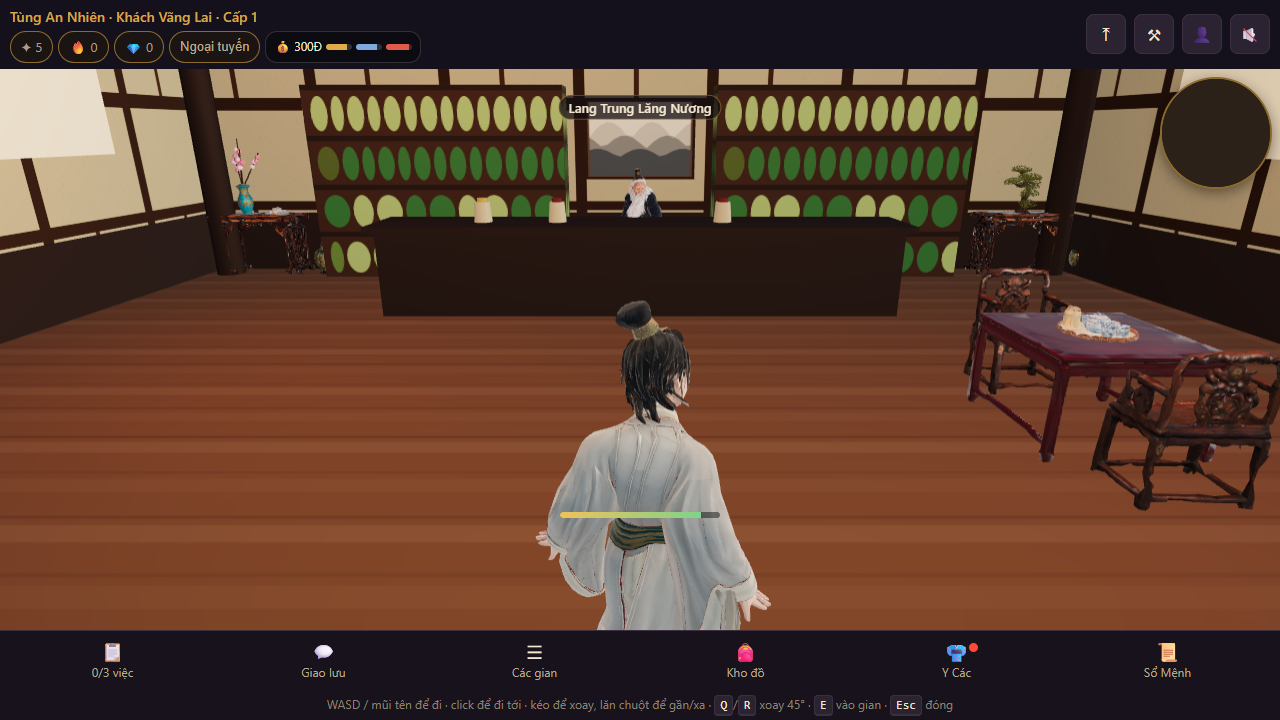 Tùng An Nhiên · Khách Vãng Lai · Cấp 1
5
0
0
Ngoại tuyến
300Đ
Lang Trung Lăng Nương
0/3 việc
Giao lưu
Các gian
Kho đồ
Y Các
Sổ Mệnh
WASD / mũi tên để đi · click để đi tới · kéo để xoay, lăn chuột để gần/xa · Q / R xoay 45° · E vào gian · Esc đóng